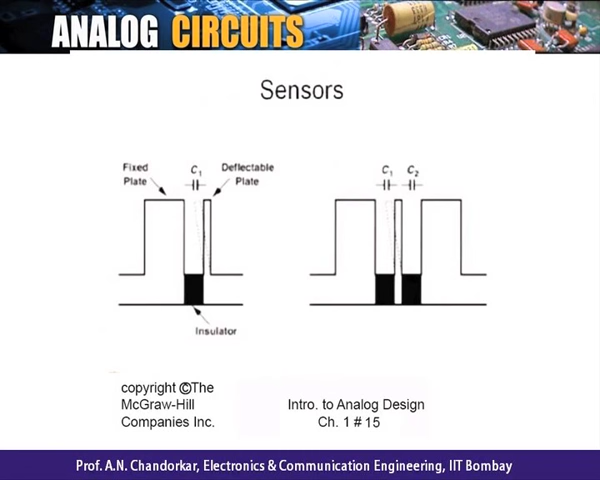 ANALOG CIRCUITS
Sensors
Fixed
Plate
C1
Deflectable
Plate
C1 C2
Insulator
copyright ©The
McGraw-Hill
Companies Inc.
Intro. to Analog Design
Ch. 1 # 15
Prof. A.N. Chandorkar, Electronics & Communication Engineering, IIT Bombay